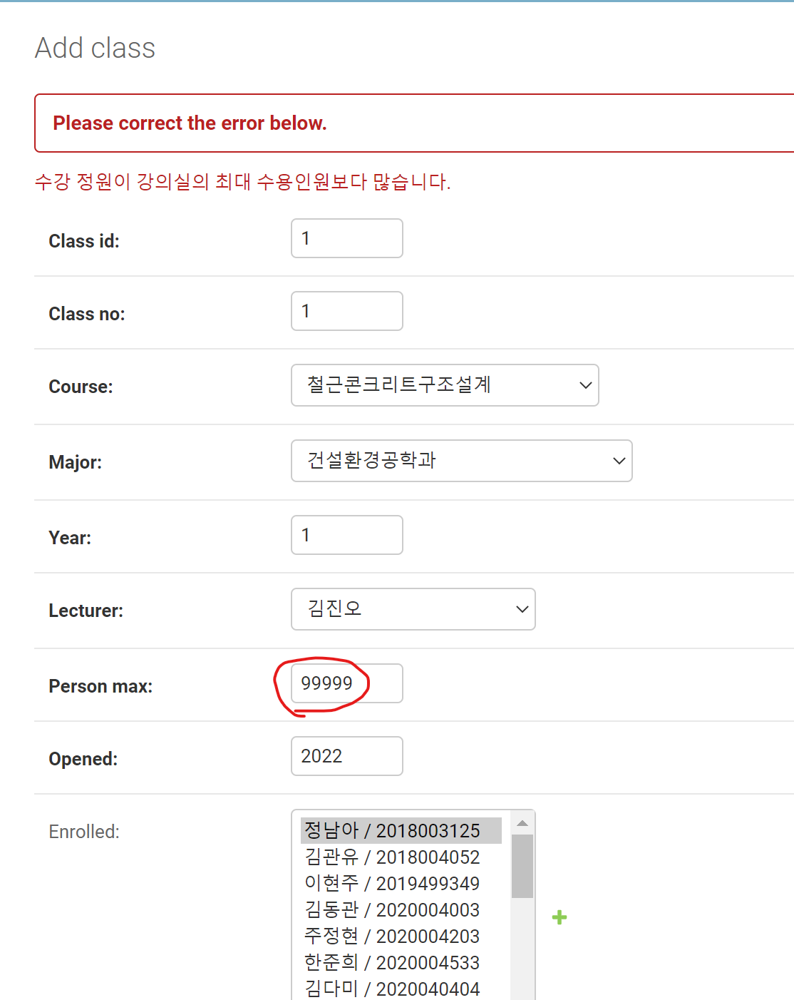 Add class
Please correct the error below.
수강 정원이 강의실의 최대 수용인원보다 많습니다.
Class id: 1
Class no: 1
Course: 철근콘크리트구조설계
Major: 건설환경공학과
Year: 1
Lecturer: 김진오
Person max: 99999
Opened: 2022
Enrolled: 정남아 / 2018003125
김관유 / 2018004052
이현주 / 2019499349
김동관 / 2020004003
주정현 / 2020004203
한준희 / 2020004533
김다미 / 2020040404